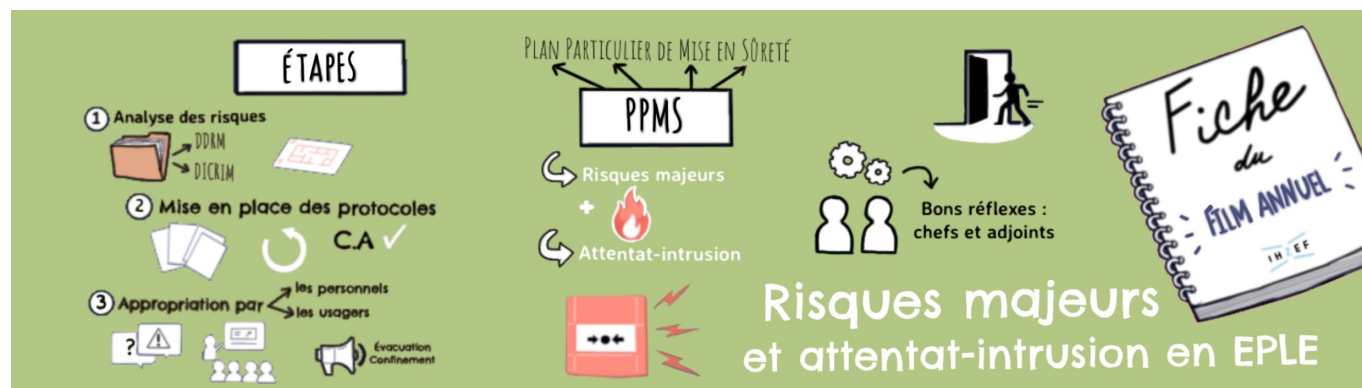 ÉTAPES
1 Analyse des risques
DDRM
DICRIM
2 Mise en place des protocoles
C.A
3 Appropriation par
les personnels
les usagers
?
!
Évacuation
Confinement
PLAN PARTICULIER DE MISE EN SÛRETÉ
PPMS
Risques majeurs
+
Attentat-intrusion
Bons réflexes :
chefs et adjoints
Risques majeurs
et attentat-intrusion en EPLE
Fiche
du
FILM ANNUEL
IH2EF